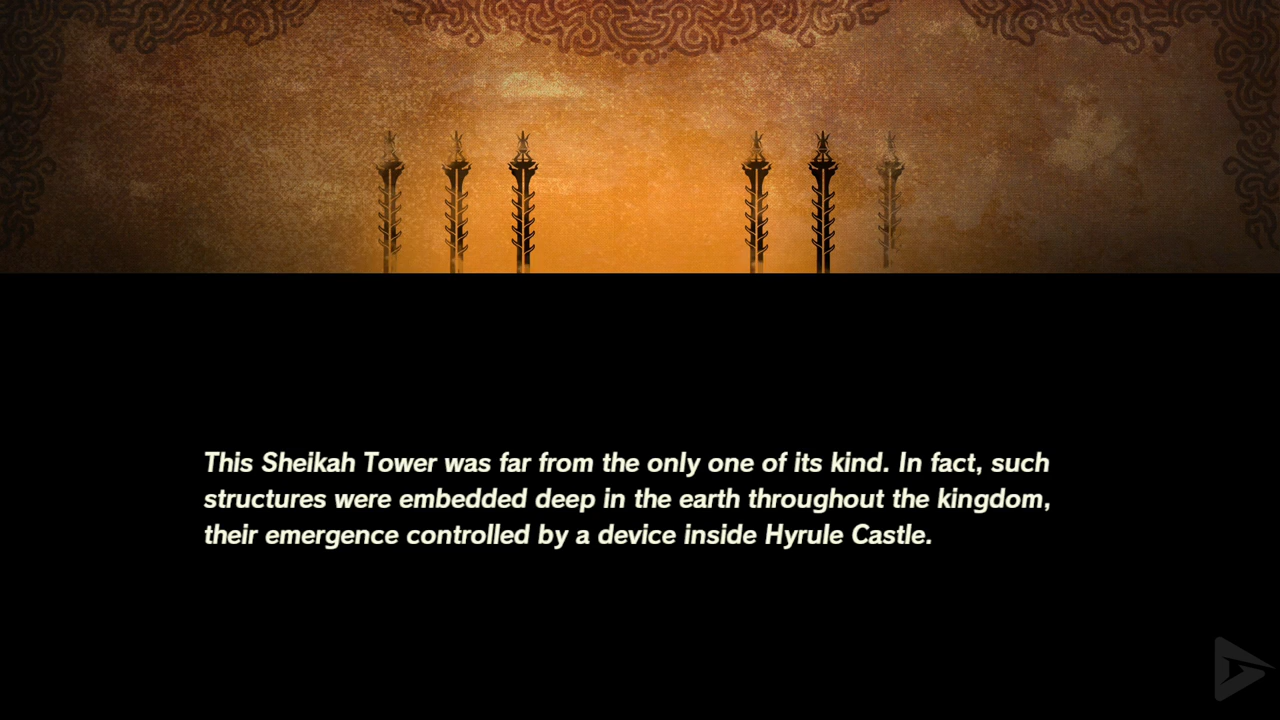 This Sheikah Tower was far from the only one of its kind. In fact, such
structures were embedded deep in the earth throughout the kingdom,
their emergence controlled by a device inside Hyrule Castle.